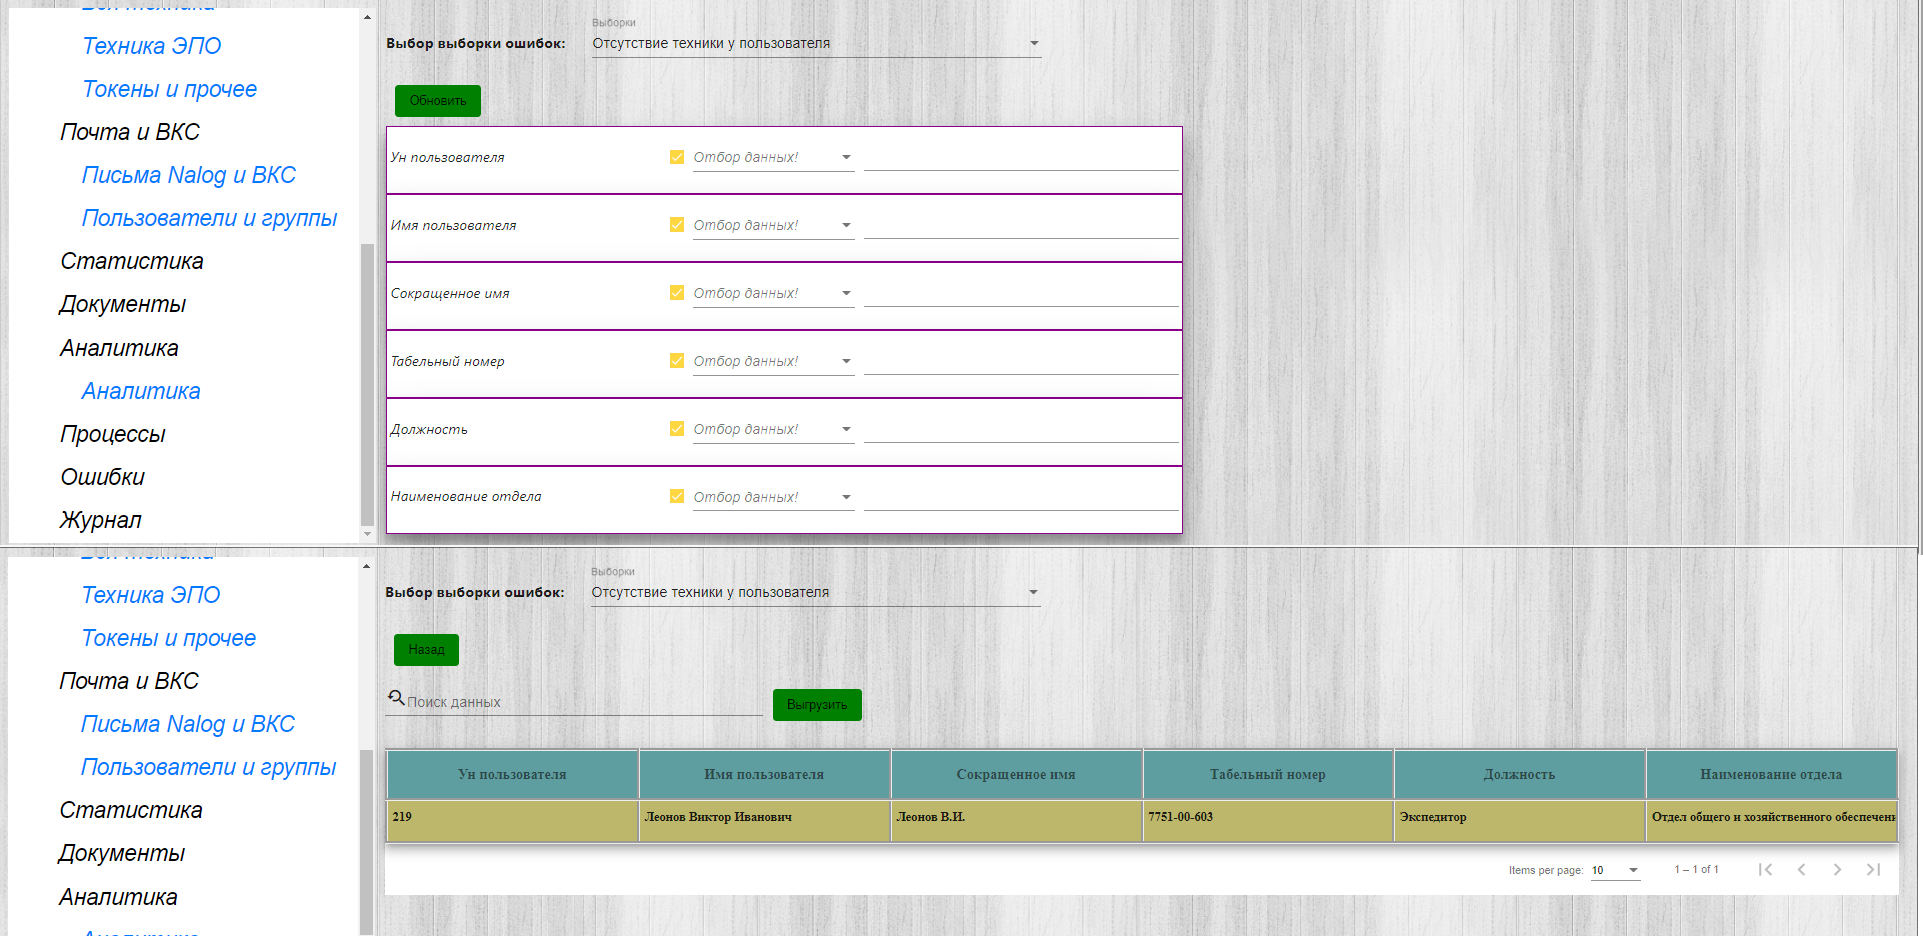 Техника ЭПО
Токены и прочее
Почта и ВКС
Письма Nalog и ВКС
Пользователи и группы
Статистика
Документы
Аналитика
Аналитика
Процессы
Ошибки
Журнал
Выборки
Выбор выборки ошибок: Отсутствие техники у пользователя
Обновить
Ун пользователя Отбор данных!
Имя пользователя Отбор данных!
Сокращенное имя Отбор данных!
Табельный номер Отбор данных!
Должность Отбор данных!
Наименование отдела Отбор данных!
Техника ЭПО
Токены и прочее
Почта и ВКС
Письма Nalog и ВКС
Пользователи и группы
Статистика
Документы
Аналитика
Выборки
Выбор выборки ошибок: Отсутствие техники у пользователя
Назад
Поиск данных Выгрузить
Ун пользователя Имя пользователя Сокращенное имя Табельный номер Должность Наименование отдела
219 Леонов Виктор Иванович Леонов В.И. 7751-00-603 Экспедитор Отдел общего и хозяйственного обеспечени
Items per page: 10 1 – 1 of 1